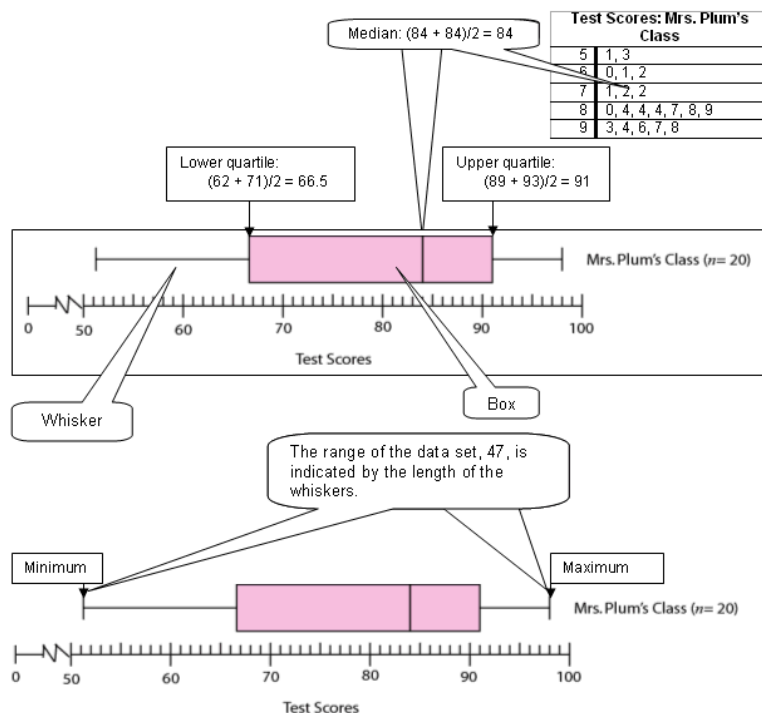 Median: (84 + 84)/2 = 84
Test Scores: Mrs. Plum's
Class
5 1, 3
6 0, 1, 2
7 1, 2, 2
8 0, 4, 4, 4, 7, 8, 9
9 3, 4, 6, 7, 8
Lower quartile:
(62 + 71)/2 = 66.5
Upper quartile:
(89 + 93)/2 = 91
Mrs. Plum's Class (n= 20)
0 50 60 70 80 90 100
Test Scores
Whisker
Box
The range of the data set, 47, is
indicated by the length of the
whiskers.
Minimum
Maximum
Mrs. Plum's Class (n= 20)
0 50 60 70 80 90 100
Test Scores